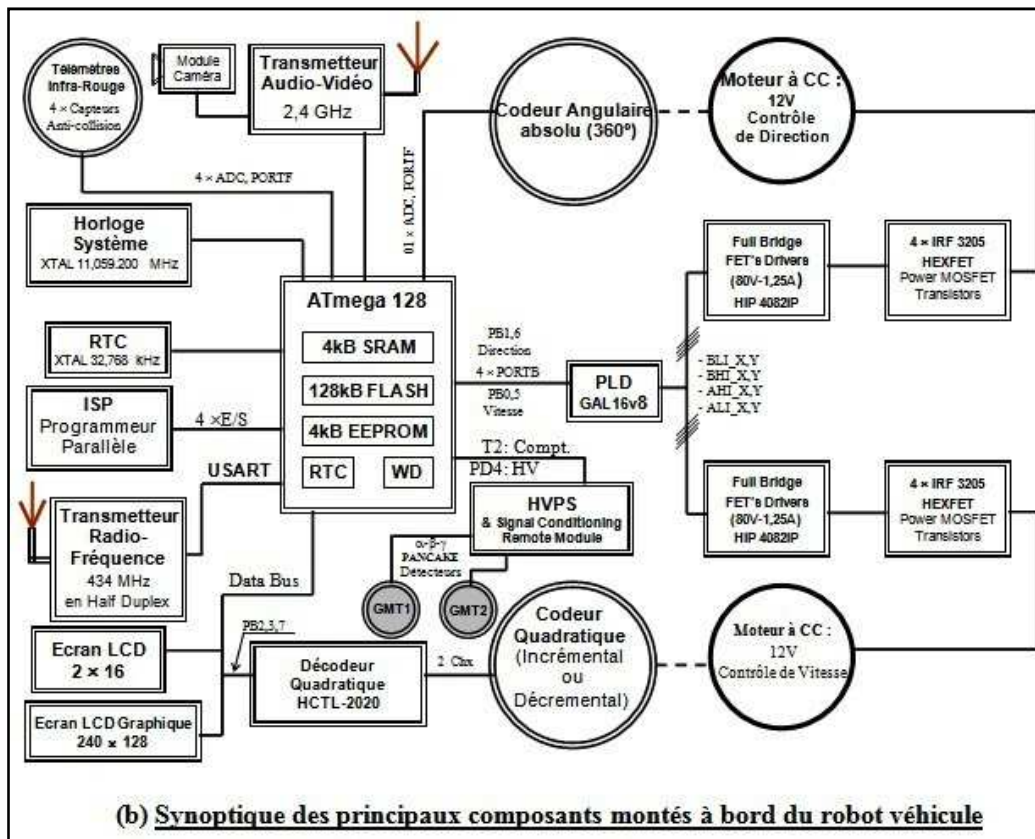 Télémètres
Infra-Rouge
4 × Capteurs
Anti-collision
Module
Caméra
Transmetteur
Audio-Vidéo
2,4 GHz
Codeur Angulaire
absolu (360º)
Moteur à CC :
12V
Contrôle
de Direction
4 × ADC, PORTF
01 × ADC, PORTF
Horloge
Système
XTAL 11,059.200 MHz
RTC
XTAL 32,768 KHz
ISP
Programmeur
Parallèle
4 ×E/S
USART
ATmega 128
4kB SRAM
128kB FLASH
4kB EEPROM
RTC
WD
PB1,6
Direction
4 × PORTB
PB0,5
Vitesse
PLD
GAL16v8
Full Bridge
FET's Drivers
(80V-1,25A)
HIP 4082IP
4 × IRF 3205
HEXFET
Power MOSFET
Transistors
- BLI_X,Y
- BHI_X,Y
- AHI_X,Y
- ALI_X,Y
T2: Compt.
PD4: HV
HVPS
& Signal Conditioning
Remote Module
α-β-γ
PANCAKE
Détecteurs
GMT1
GMT2
Full Bridge
FET's Drivers
(80V-1,25A)
HIP 4082IP
4 × IRF 3205
HEXFET
Power MOSFET
Transistors
Transmetteur
Radio-
Fréquence
434 MHz
en Half Duplex
Data Bus
PB2,3,7
Ecran LCD
2 × 16
Ecran LCD Graphique
240 × 128
Décodeur
Quadratique
HCTL-2020
2 Chx
Codeur
Quadratique
(Incrémental
ou
Décremental)
Moteur à CC :
12V
Contrôle de Vitesse
(b) Synoptique des principaux composants montés à bord du robot véhicule